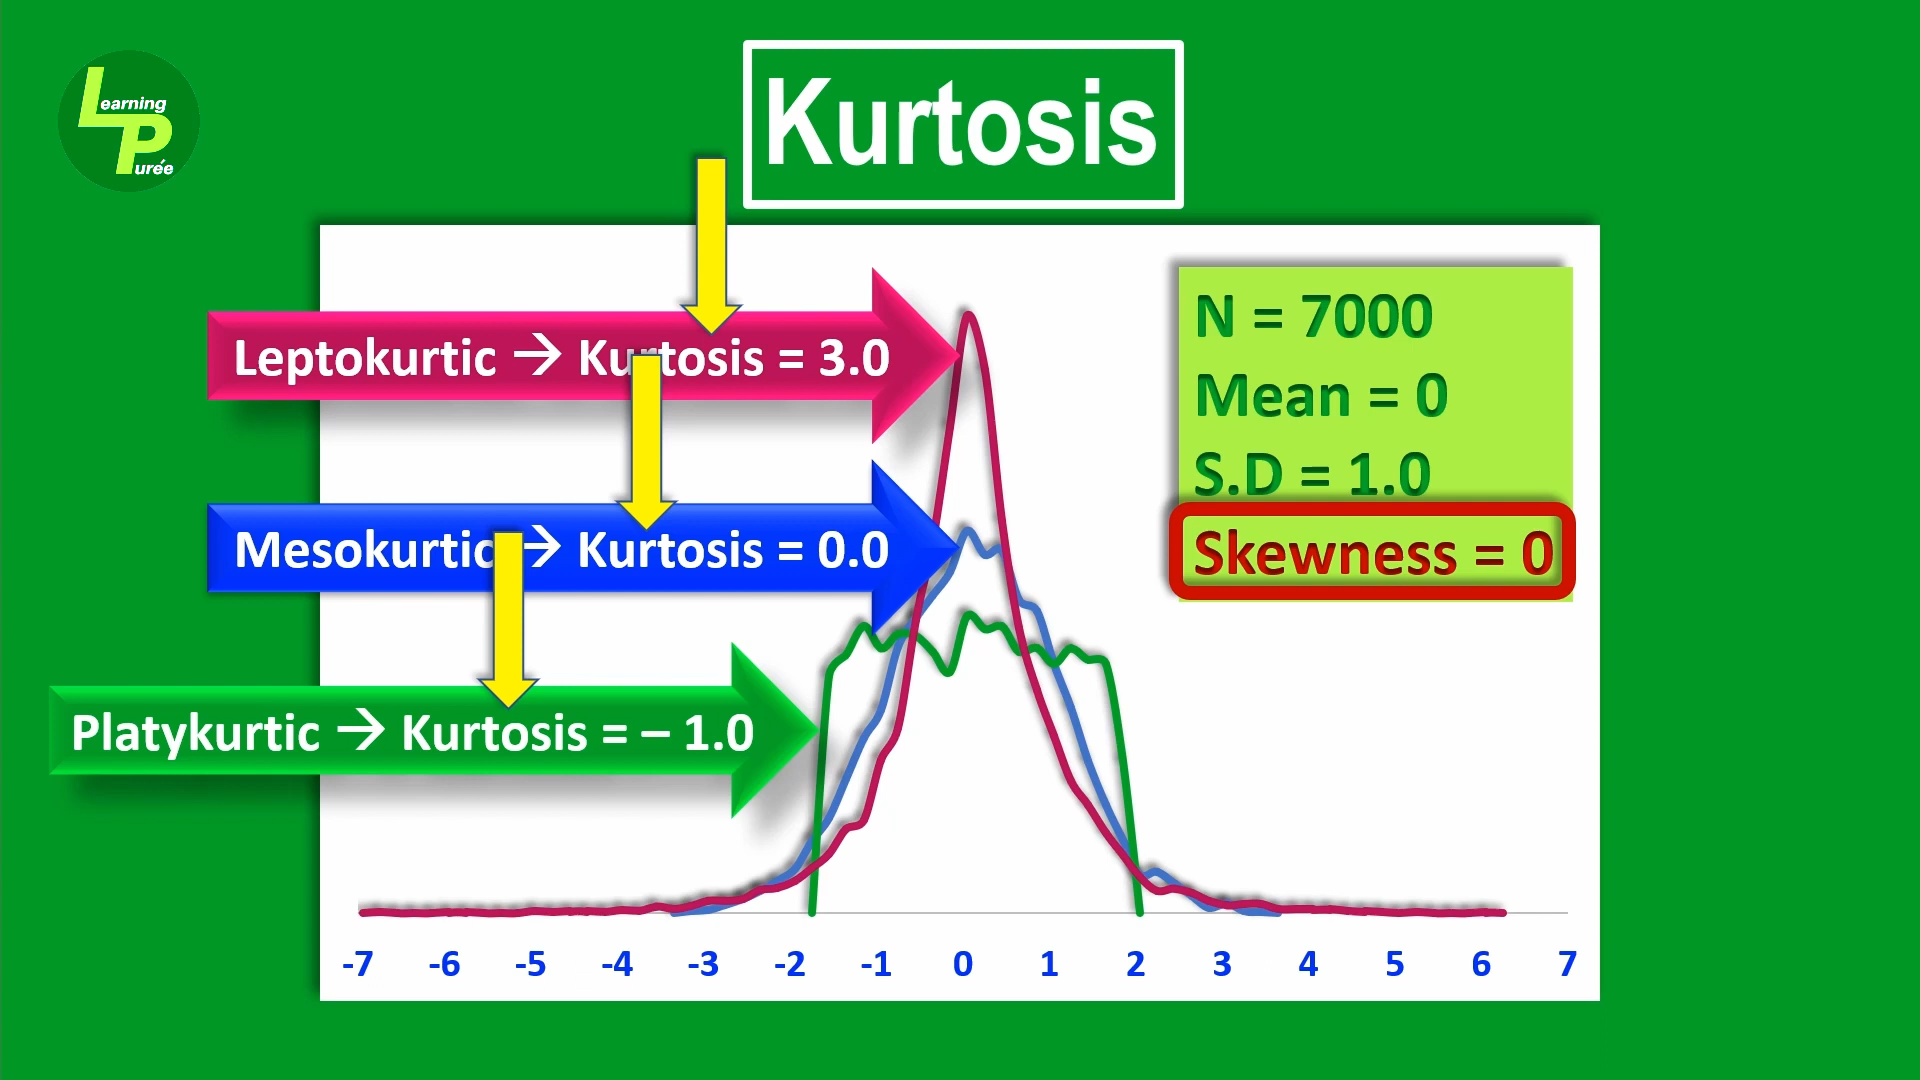 Learning
Purée
Kurtosis
Leptokurtic → Kurtosis = 3.0
Mesokurtic → Kurtosis = 0.0
Platykurtic → Kurtosis = – 1.0
N = 7000
Mean = 0
S.D = 1.0
Skewness = 0
-7 -6 -5 -4 -3 -2 -1 0 1 2 3 4 5 6 7